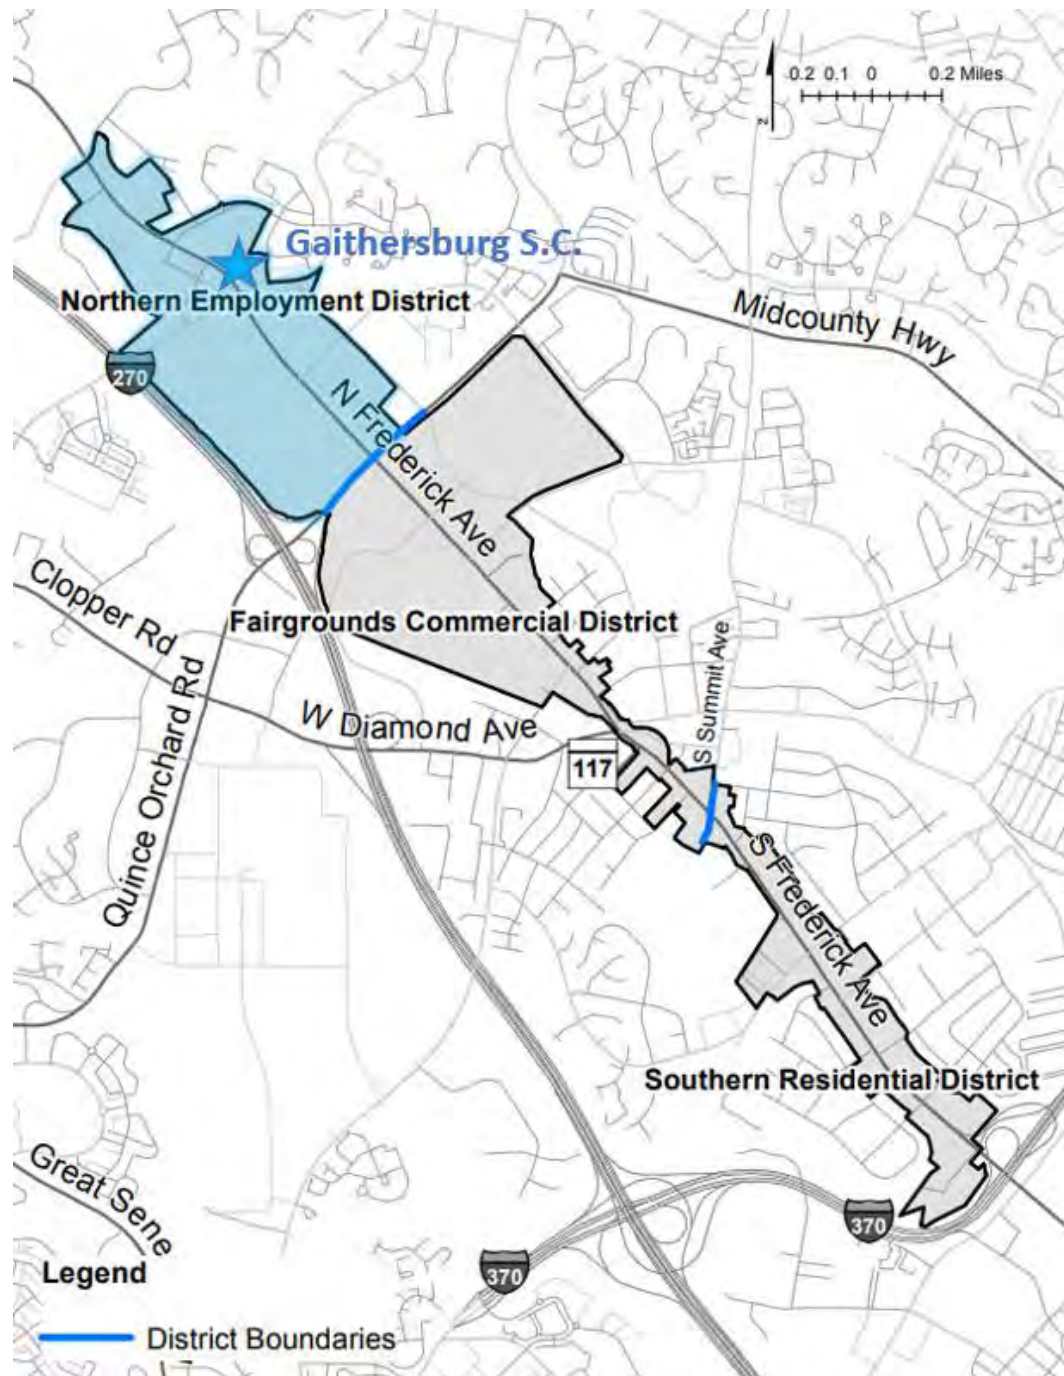 0.2 0.1 0 0.2 Miles
z
Gaithersburg S.C.
Northern Employment District
Midcounty Hwy
270
N Frederick Ave
Clopper Rd
Fairgrounds Commercial District
S Summit Ave
Quince Orchard Rd
W Diamond Ave
117
S Frederick Ave
Southern Residential District
Great Sene
370
370
Legend
District Boundaries